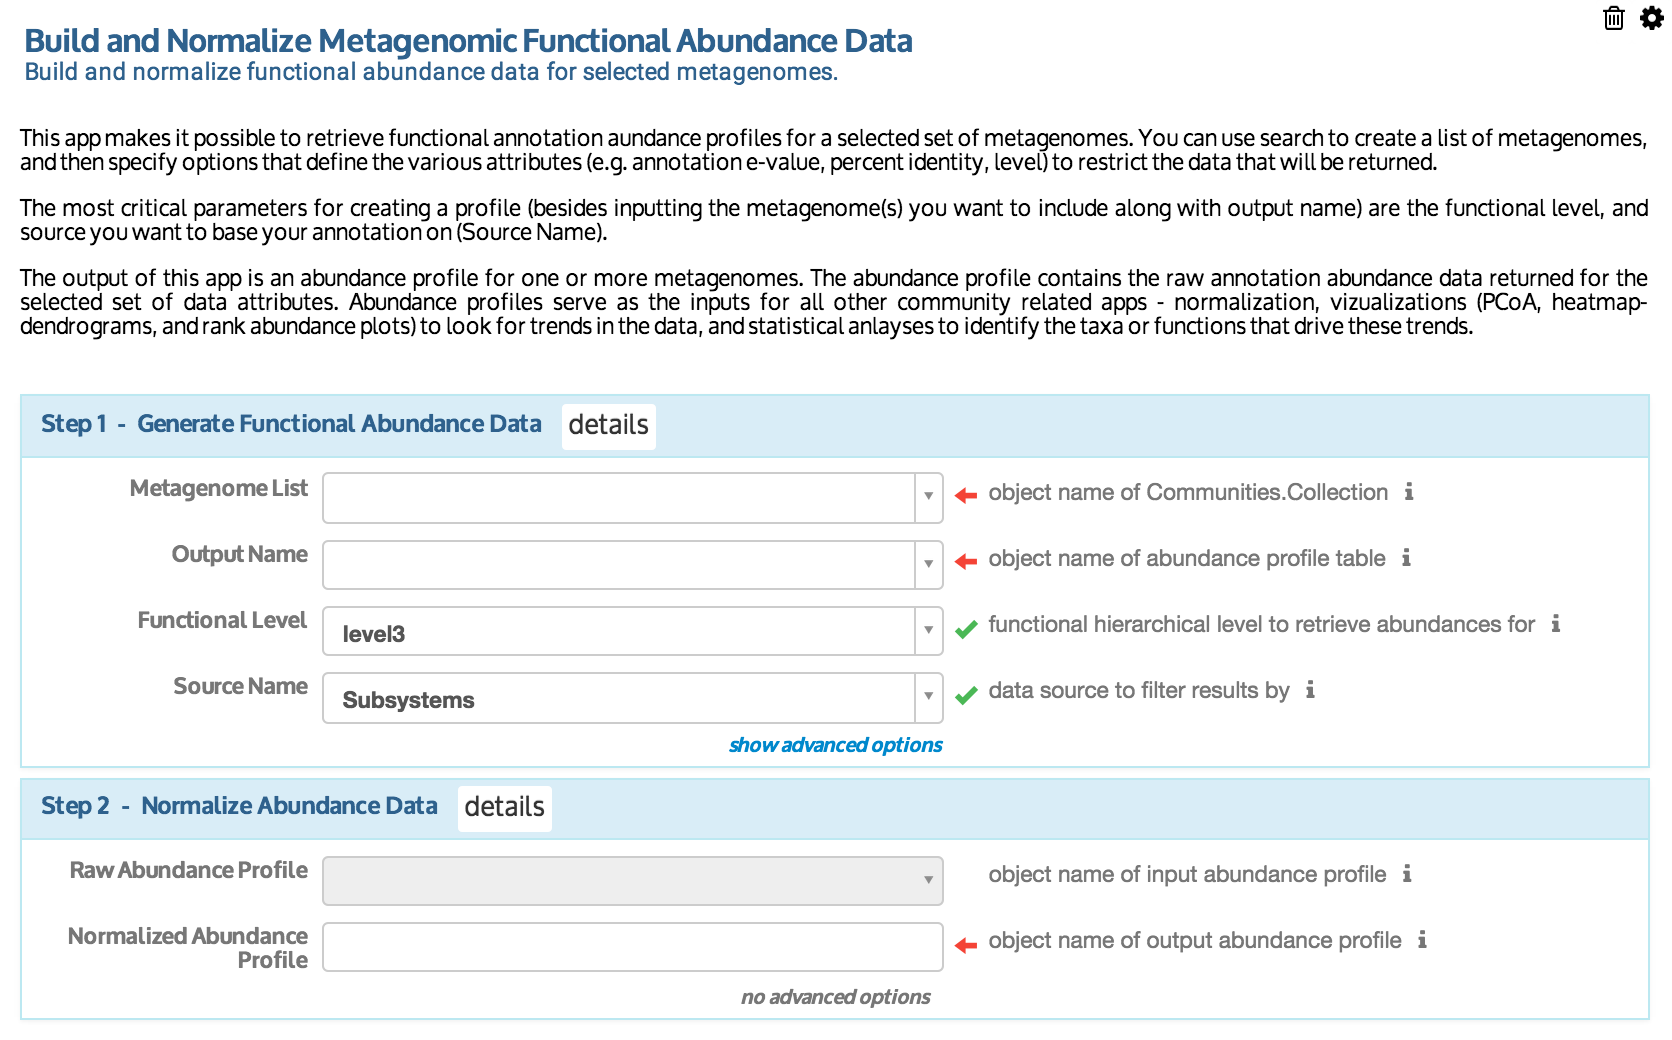 Build and Normalize Metagenomic Functional Abundance Data
Build and normalize functional abundance data for selected metagenomes.
This app makes it possible to retrieve functional annotation aundance profiles for a selected set of metagenomes. You can use search to create a list of metagenomes,
and then specify options that define the various attributes (e.g. annotation e-value, percent identity, level) to restrict the data that will be returned.
The most critical parameters for creating a profile (besides inputting the metagenome(s) you want to include along with output name) are the functional level, and
source you want to base your annotation on (Source Name).
The output of this app is an abundance profile for one or more metagenomes. The abundance profile contains the raw annotation abundance data returned for the
selected set of data attributes. Abundance profiles serve as the inputs for all other community related apps - normalization, vizualizations (PCoA, heatmap-
dendrograms, and rank abundance plots) to look for trends in the data, and statistical anlayses to identify the taxa or functions that drive these trends.
Step 1 - Generate Functional Abundance Data details
Metagenome List object name of Communities.Collection
Output Name object name of abundance profile table
Functional Level level3 functional hierarchical level to retrieve abundances for
Source Name Subsystems data source to filter results by
show advanced options
Step 2 - Normalize Abundance Data details
Raw Abundance Profile object name of input abundance profile
Normalized Abundance object name of output abundance profile
Profile
no advanced options